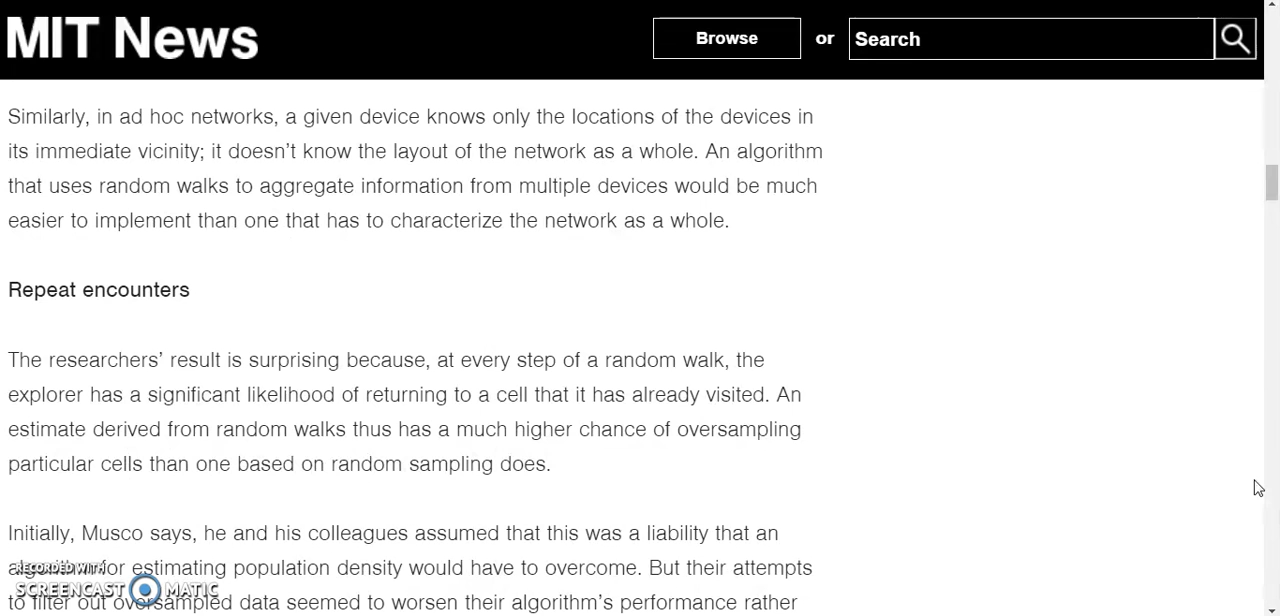 MIT News
Browse or Search
Similarly, in ad hoc networks, a given device knows only the locations of the devices in
its immediate vicinity; it doesn’t know the layout of the network as a whole. An algorithm
that uses random walks to aggregate information from multiple devices would be much
easier to implement than one that has to characterize the network as a whole.
Repeat encounters
The researchers’ result is surprising because, at every step of a random walk, the
explorer has a significant likelihood of returning to a cell that it has already visited. An
estimate derived from random walks thus has a much higher chance of oversampling
particular cells than one based on random sampling does.
Initially, Musco says, he and his colleagues assumed that this was a liability that an
algorithm for estimating population density would have to overcome. But their attempts
RECORDED WITH
SCREENCAST MATIC
to filter out oversampled data seemed to worsen their algorithm’s performance rather